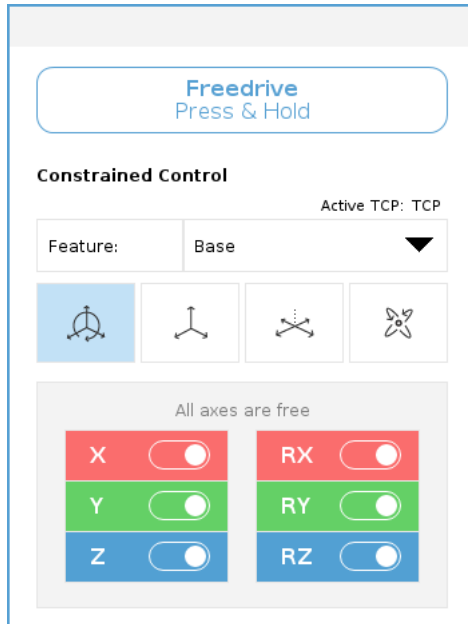 Freedrive
Press & Hold
Constrained Control
Active TCP: TCP
Feature: Base
All axes are free
X RX
Y RY
Z RZ